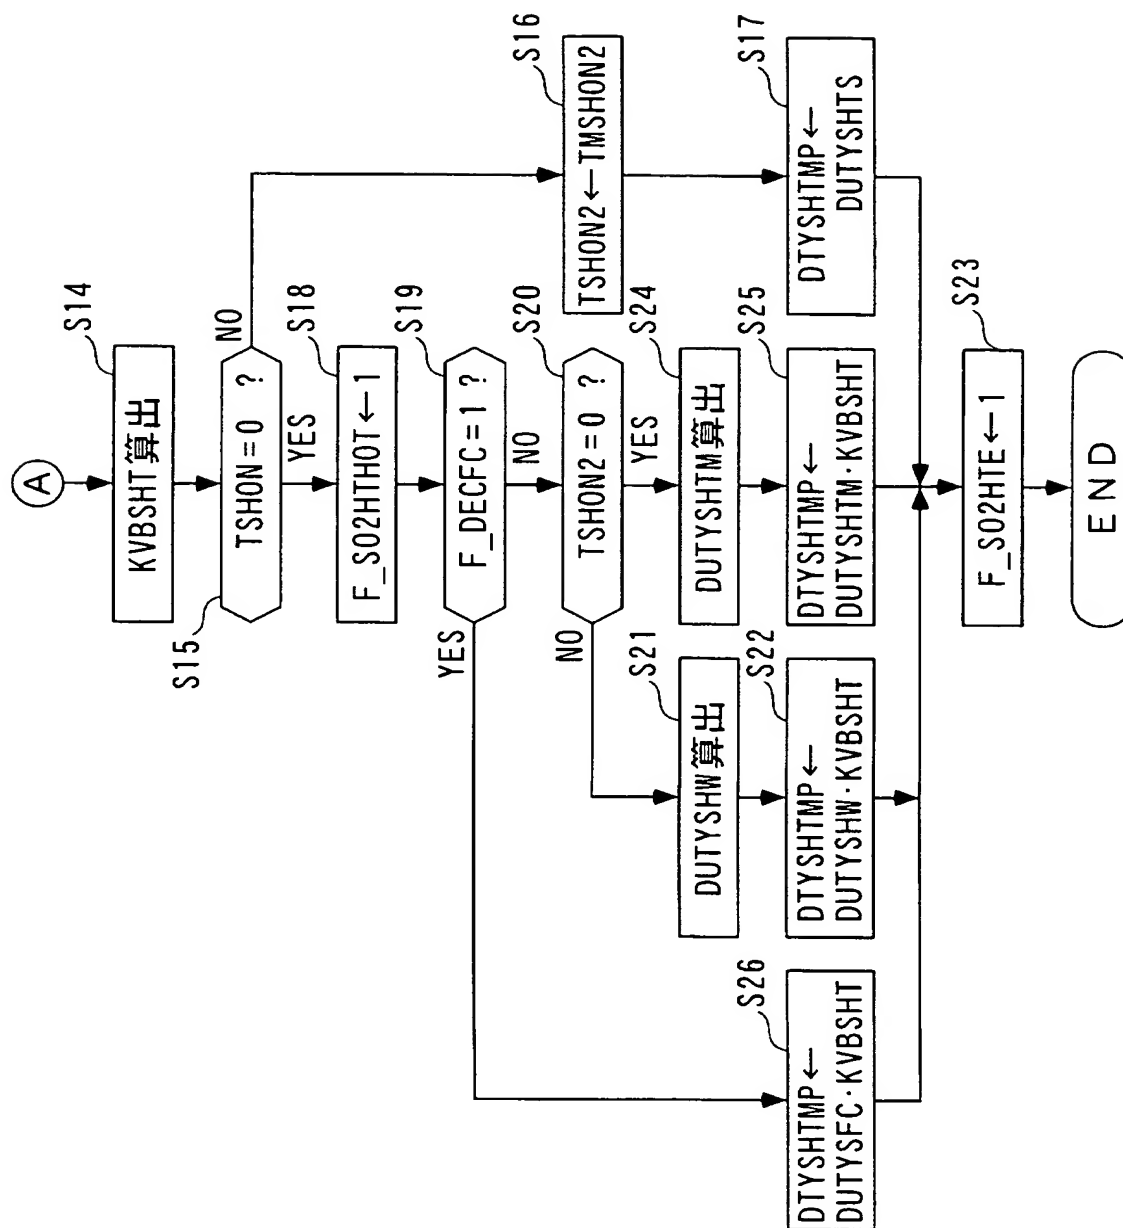 A
S14
KVBSHT算出
S15
TSHON=0 ?
NO
YES
S16
TSHON2←TMSHON2
S17
DTYSHTMP←
DUTYSHTS
S18
F_SO2HTHOT←1
S19
F_DECFC=1 ?
YES
NO
S20
TSHON2=0 ?
NO
YES
S21
DUTYSHW算出
S22
DTYSHTMP←
DUTYSHW·KVBSHT
S24
DUTYSHTM算出
S25
DTYSHTMP←
DUTYSHTM·KVBSHT
S26
DTYSHTMP←
DUTYSFC·KVBSHT
S23
F_SO2HTE←1
END